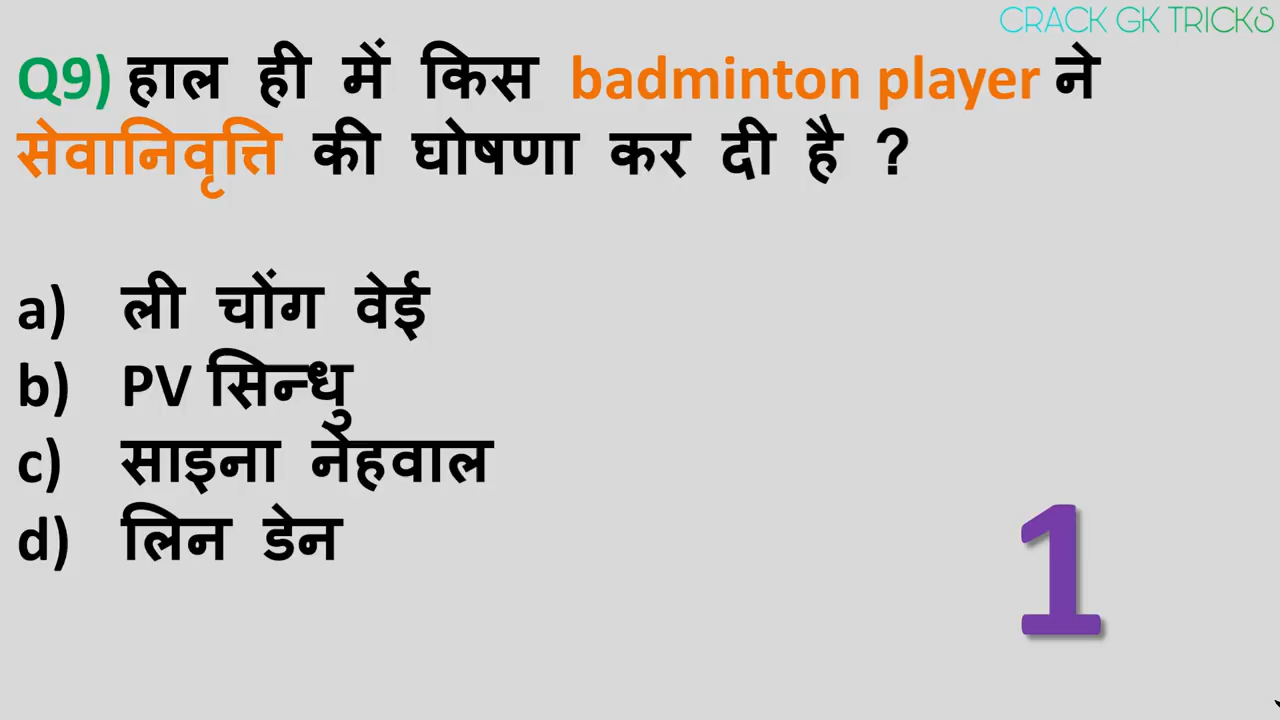 CRACK GK TRICKS
Q9) हाल ही में किस badminton player ने
सेवानिवृत्ति की घोषणा कर दी है ?
a) ली चोंग वेई
b) PV सिन्धु
c) साइना नेहवाल
d) लिन डेन
1